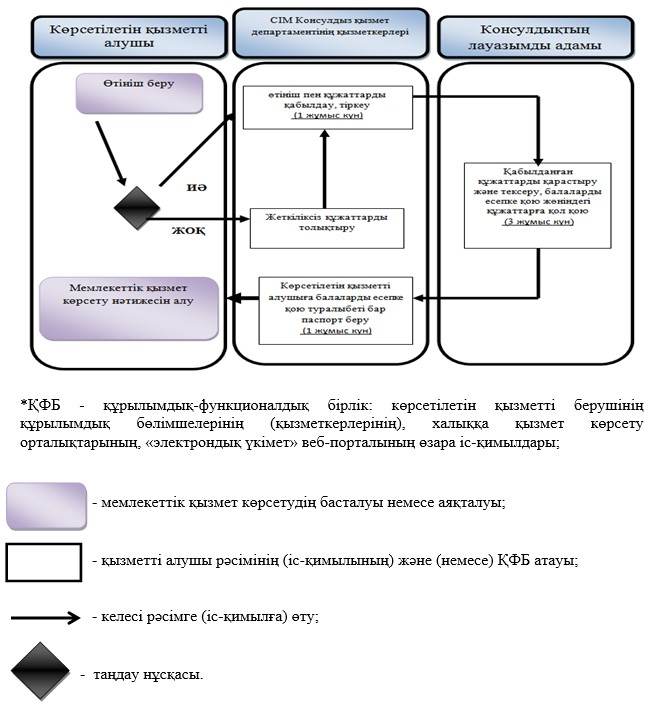 Көрсетілетін қызметті
алушы
СІМ Консулдыз қызмет
департаментінің қызметкерлері
Консулдықтың
лауазымды адамы
Өтініш беру
өтініш пен құжаттарды
қабылдау, тіркеу
(1 жұмыс күн)
Қабылданған
құжаттарды қарастыру
және тексеру, балаларды
есепке қою жөніндегі
құжаттарға қол қою
(3 жұмыс күн)
иә
жоқ
Жеткіліксіз құжаттарды
толықтыру
Мемлекеттік қызмет
көрсету нәтижесін алу
Көрсетілетін қызметті
алушыға балаларды есепке
қою туралыбеті бар
паспорт беру
(1 жұмыс күн)
*ҚФБ - құрылымдық-функционалдық бірлік: көрсетілетін қызметті берушінің
құрылымдық бөлімшелерінің (қызметкерлерінің), халыққа қызмет көрсету
орталықтарының, «электрондық үкімет» веб-порталының өзара іс-қимылдары;
- мемлекеттік қызмет көрсетудің басталуы немесе аяқталуы;
- қызметті алушы рәсімінің (іс-қимылының) және (немесе) ҚФБ атауы;
- келесі рәсімге (іс-қимылға) өту;
- таңдау нұсқасы.